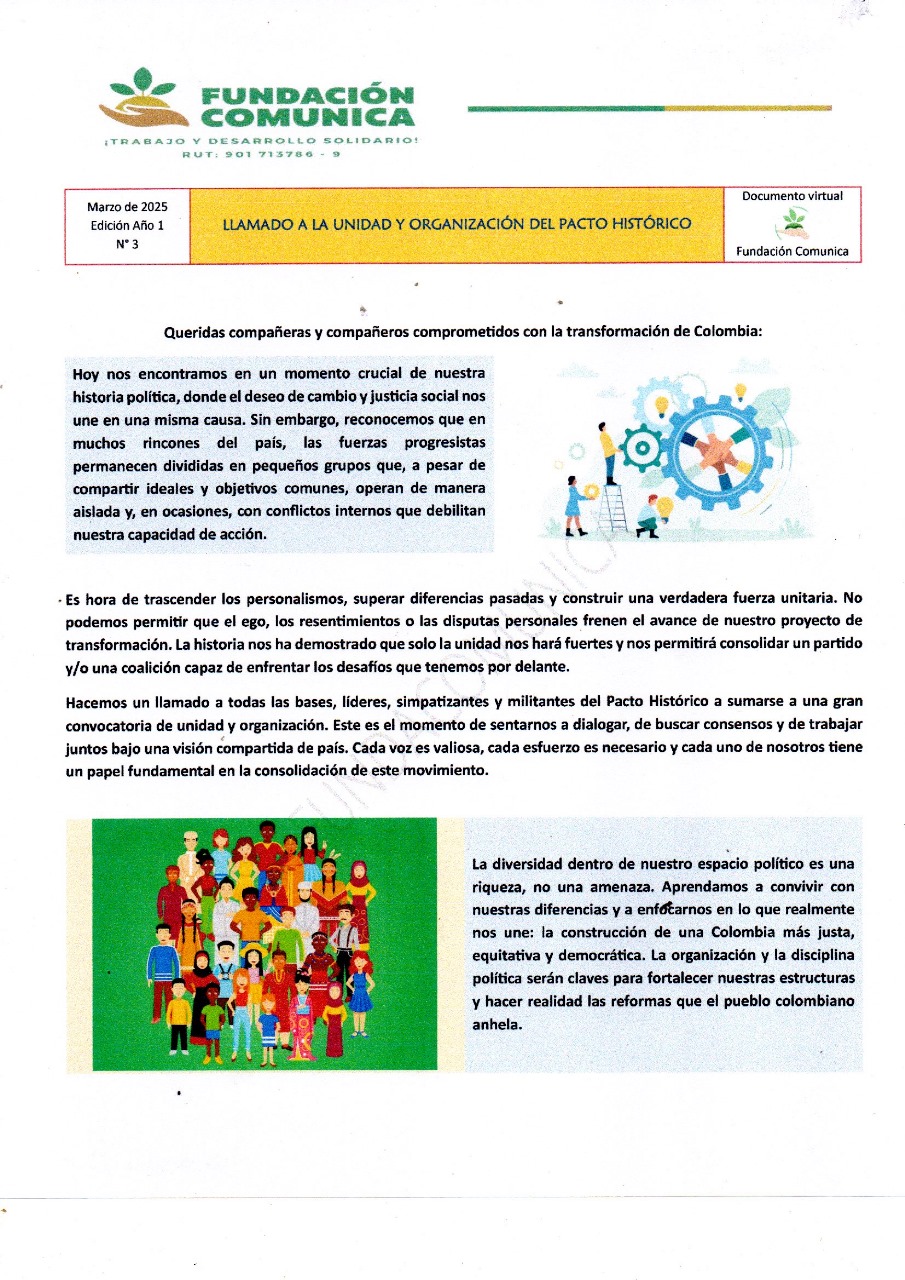 FUNDACIÓN
COMUNICA
¡TRABAJO Y DESARROLLO SOLIDARIO!
RUT: 901 713786 - 9
Marzo de 2025
Edición Año 1
N° 3
LLAMADO A LA UNIDAD Y ORGANIZACIÓN DEL PACTO HISTÓRICO
Documento virtual
Fundación Comunica
Queridas compañeras y compañeros comprometidos con la transformación de Colombia:
Hoy nos encontramos en un momento crucial de nuestra
historia política, donde el deseo de cambio y justicia social nos
une en una misma causa. Sin embargo, reconocemos que en
muchos rincones del país, las fuerzas progresistas
permanecen divididas en pequeños grupos que, a pesar de
compartir ideales y objetivos comunes, operan de manera
aislada y, en ocasiones, con conflictos internos que debilitan
nuestra capacidad de acción.
Es hora de trascender los personalismos, superar diferencias pasadas y construir una verdadera fuerza unitaria. No
podemos permitir que el ego, los resentimientos o las disputas personales frenen el avance de nuestro proyecto de
transformación. La historia nos ha demostrado que solo la unidad nos hará fuertes y nos permitirá consolidar un partido
y/o una coalición capaz de enfrentar los desafíos que tenemos por delante.
Hacemos un llamado a todas las bases, líderes, simpatizantes y militantes del Pacto Histórico a sumarse a una gran
convocatoria de unidad y organización. Este es el momento de sentarnos a dialogar, de buscar consensos y de trabajar
juntos bajo una visión compartida de país. Cada voz es valiosa, cada esfuerzo es necesario y cada uno de nosotros tiene
un papel fundamental en la consolidación de este movimiento.
FUNDACOMUNICA
La diversidad dentro de nuestro espacio político es una
riqueza, no una amenaza. Aprendamos a convivir con
nuestras diferencias y a enfocarnos en lo que realmente
nos une: la construcción de una Colombia más justa,
equitativa y democrática. La organización y la disciplina
política serán claves para fortalecer nuestras estructuras
y hacer realidad las reformas que el pueblo colombiano
anhela.